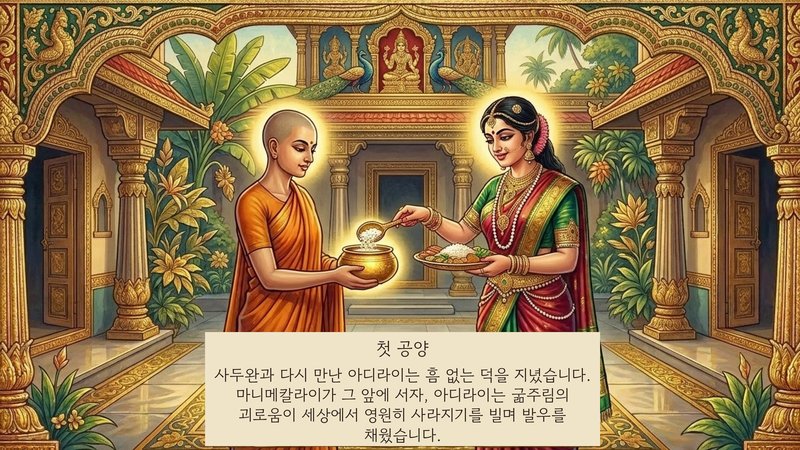 첫 공양
사두완과 다시 만난 아디라이는 흠 없는 덕을 지녔습니다.
마니메칼라이가 그 앞에 서자, 아디라이는 굶주림의
괴로움이 세상에서 영원히 사라지기를 빌며 발우를
채웠습니다.